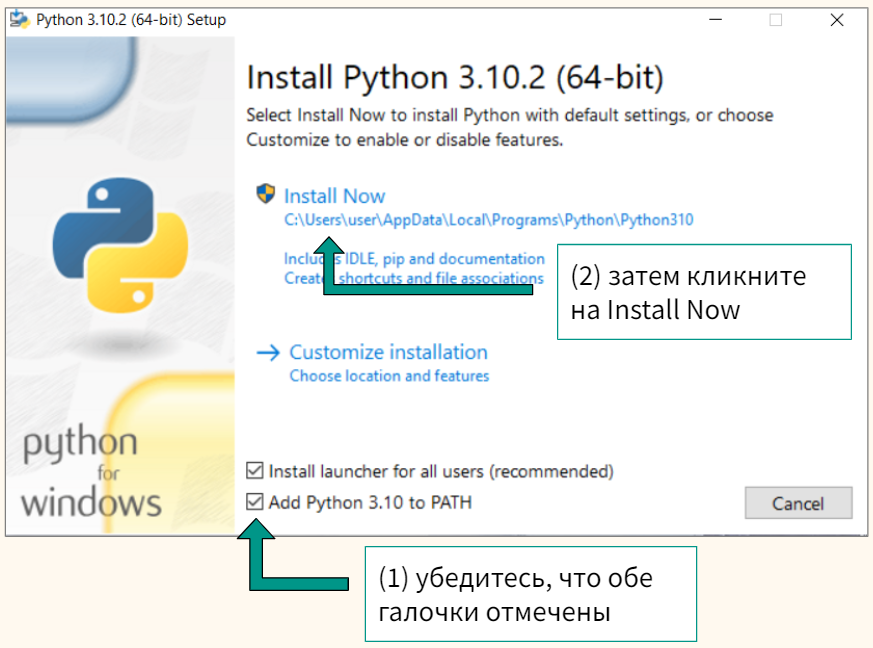 Python 3.10.2 (64-bit) Setup
Install Python 3.10.2 (64-bit)
Select Install Now to install Python with default settings, or choose
Customize to enable or disable features.
Install Now
C:\Users\user\AppData\Local\Programs\Python\Python310
Includes IDLE, pip and documentation
Creates shortcuts and file associations
(2) затем кликните
на Install Now
Customize installation
Choose location and features
python
for
windows
Install launcher for all users (recommended)
Add Python 3.10 to PATH
Cancel
(1) убедитесь, что обе
галочки отмечены